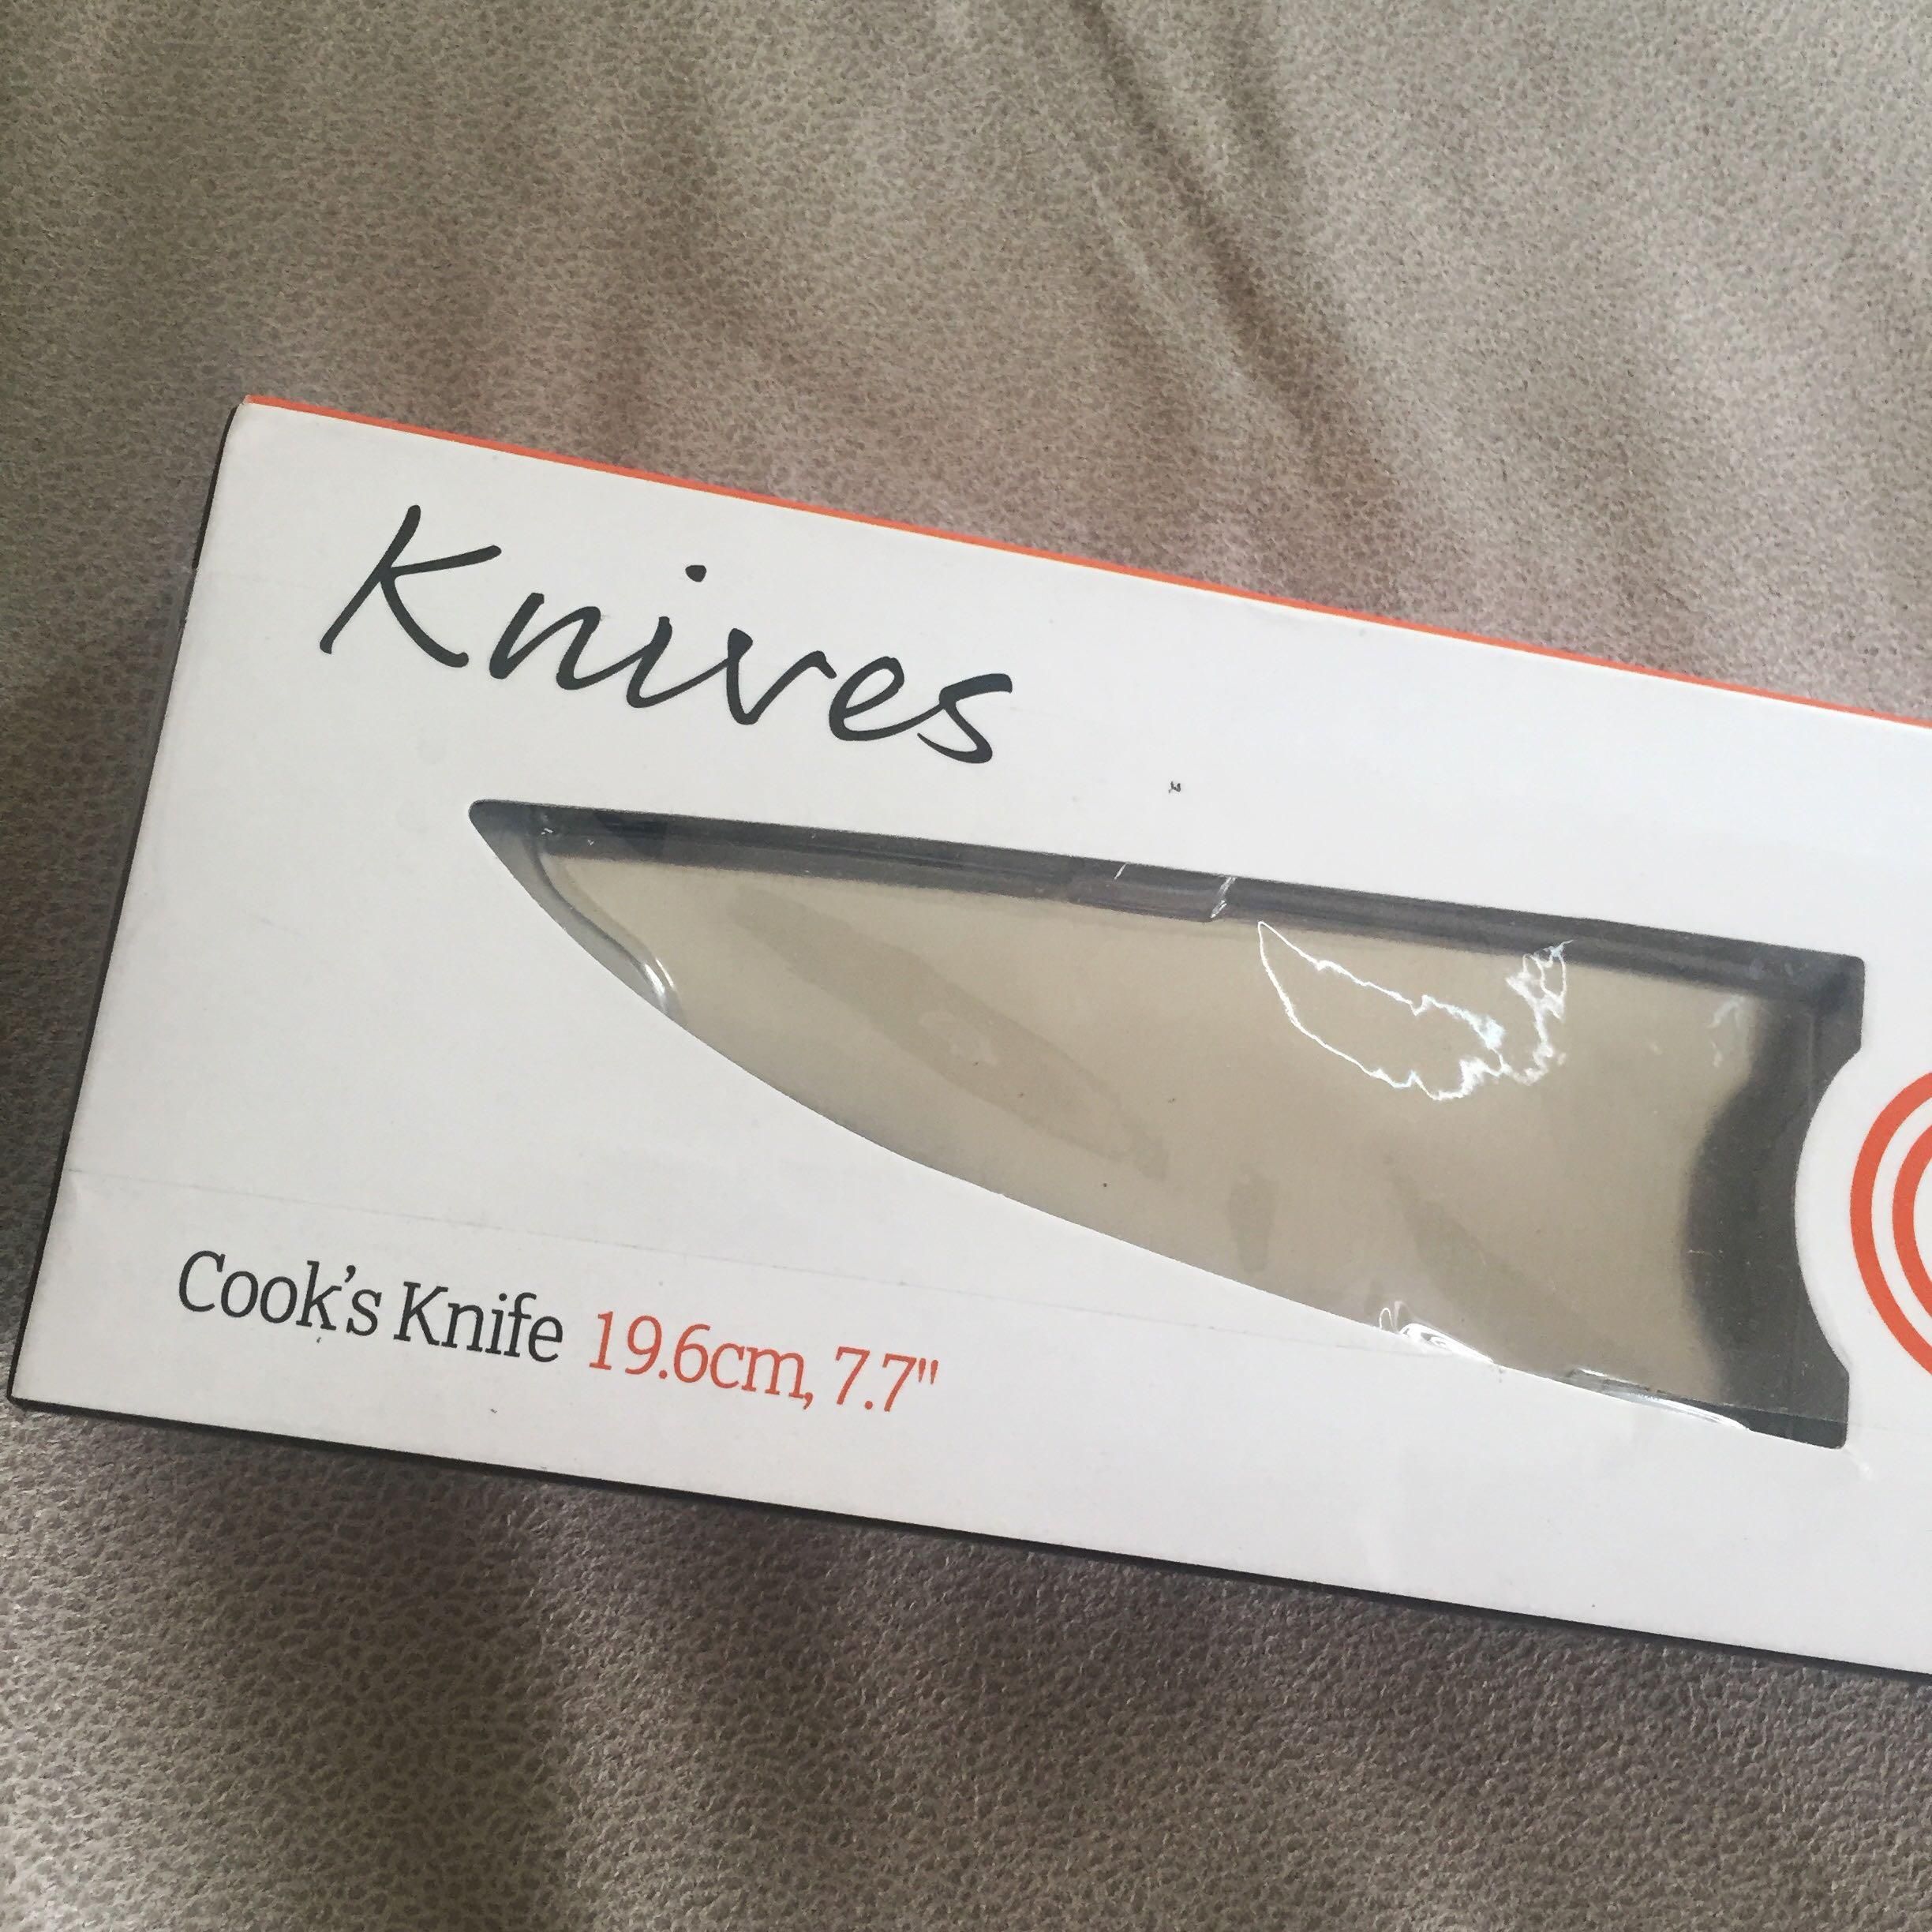 Knives
Cook's Knife 19.6cm, 7.7"